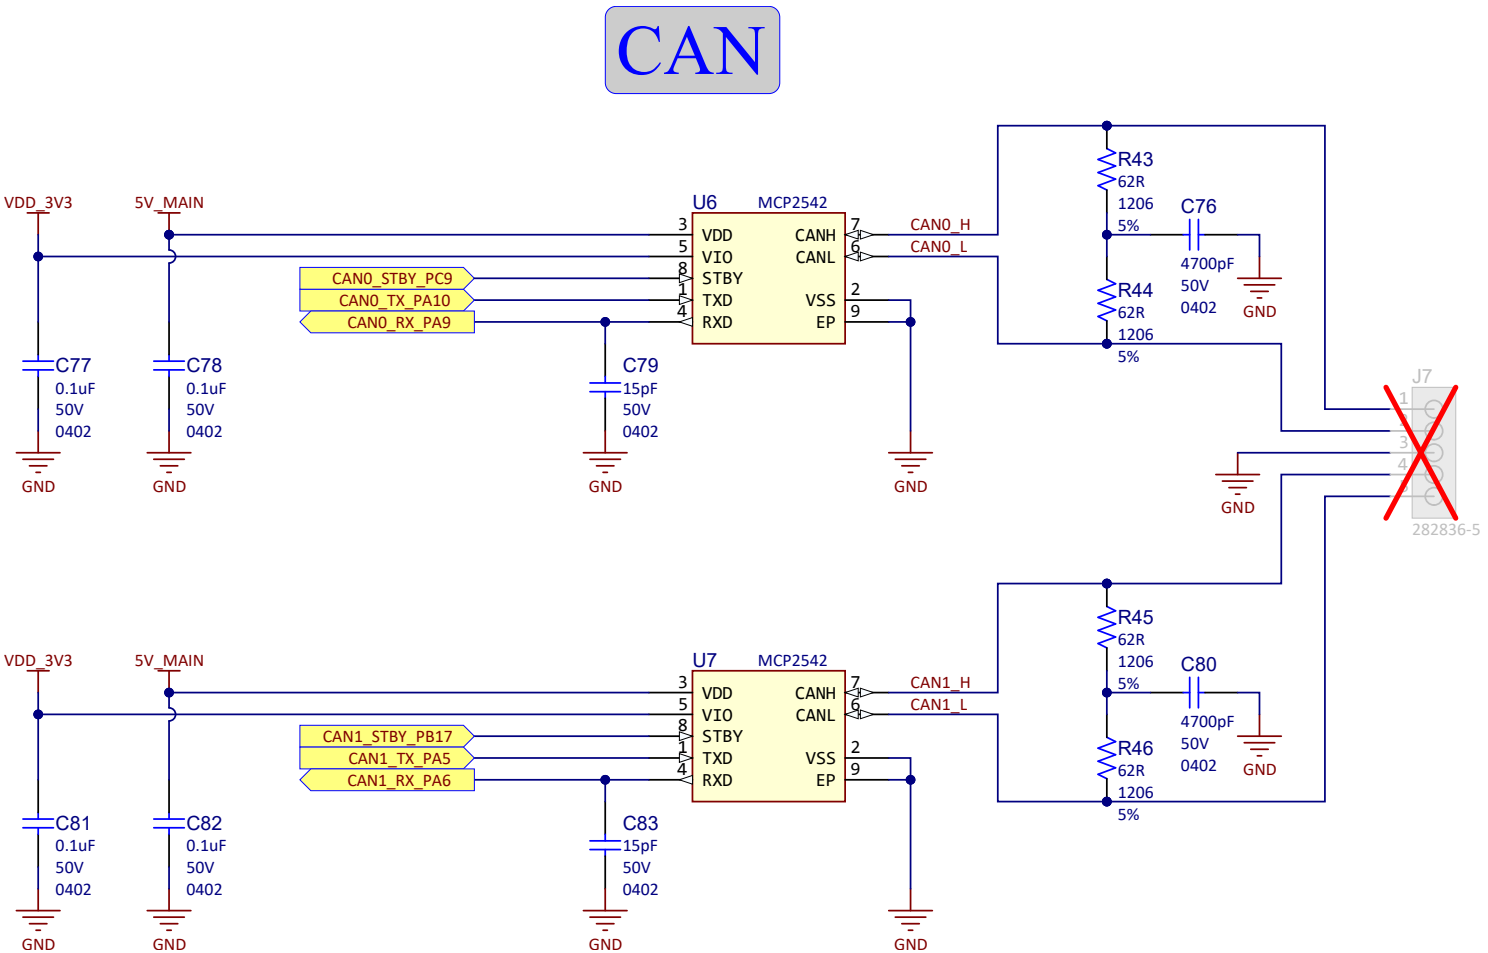 CAN
VDD_3V3
5V_MAIN
U6
MCP2542
3
VDD
5
VIO
8
STBY
1
TXD
4
RXD
CANH
7
CANL
6
VSS
2
EP
9
CAN0_STBY_PC9
CAN0_TX_PA10
CAN0_RX_PA9
CAN0_H
CAN0_L
R43
62R
1206
5%
C76
4700pF
50V
0402
GND
R44
62R
1206
5%
C77
0.1uF
50V
0402
GND
C78
0.1uF
50V
0402
GND
C79
15pF
50V
0402
GND
GND
J7
1
3
4
282836-5
GND
VDD_3V3
5V_MAIN
U7
MCP2542
3
VDD
5
VIO
8
STBY
1
TXD
4
RXD
CANH
7
CANL
6
VSS
2
EP
9
CAN1_STBY_PB17
CAN1_TX_PA5
CAN1_RX_PA6
CAN1_H
CAN1_L
R45
62R
1206
5%
C80
4700pF
50V
0402
GND
R46
62R
1206
5%
C81
0.1uF
50V
0402
GND
C82
0.1uF
50V
0402
GND
C83
15pF
50V
0402
GND
GND